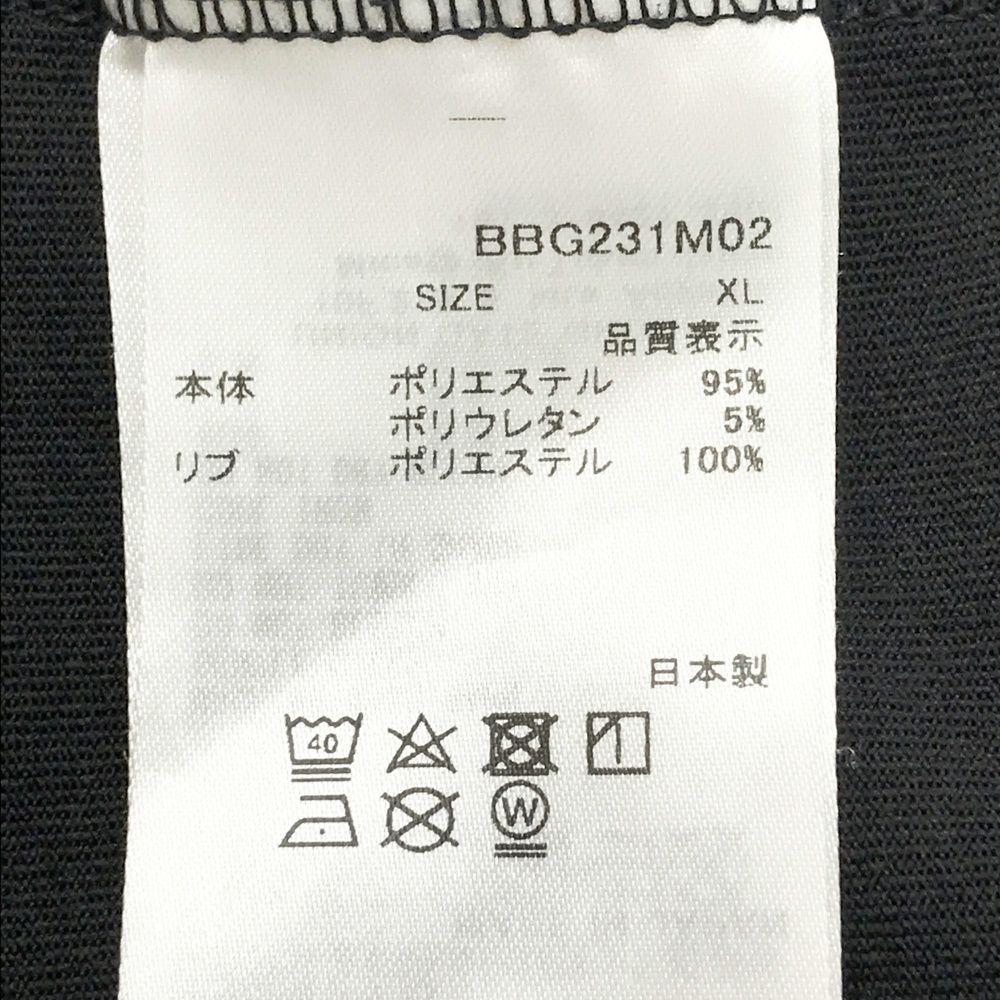 BBG231M02
SIZE XL
品質表示
本体 ポリエステル 95%
ポリウレタン 5%
リブ ポリエステル 100%
日本製
40
W